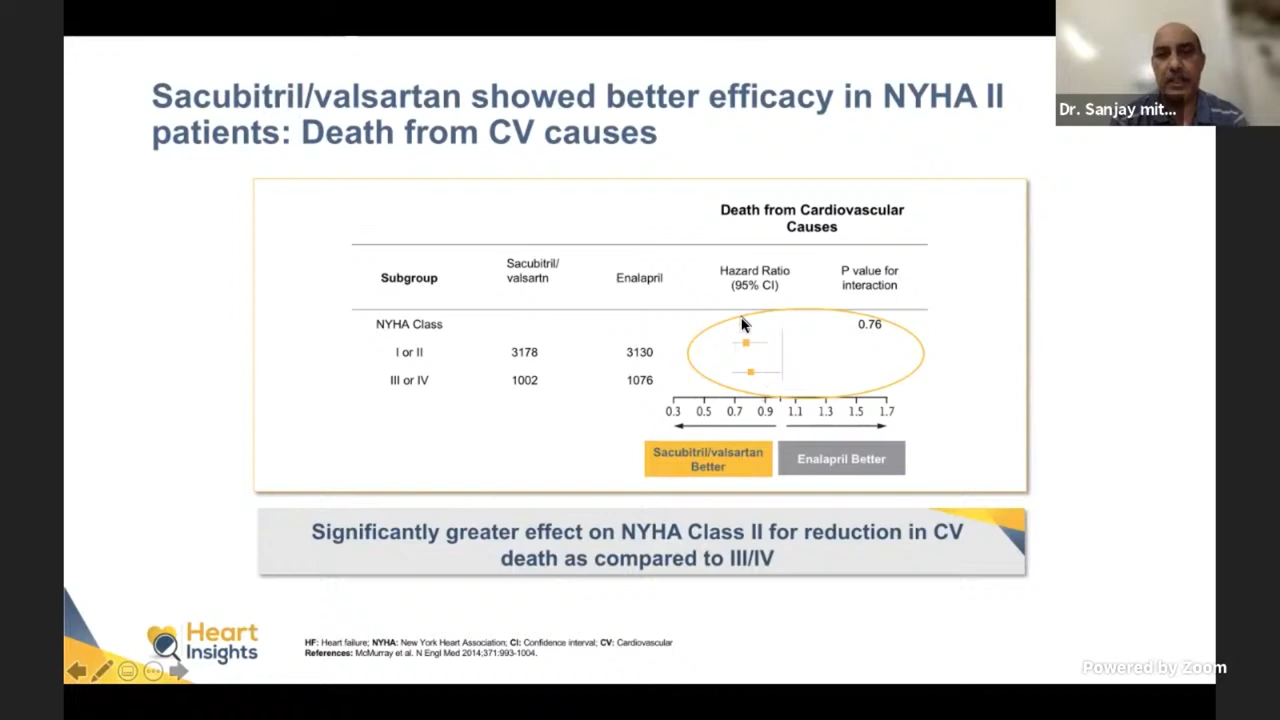 Dr. Sanjay mit...
Sacubitril/valsartan showed better efficacy in NYHA II
patients: Death from CV causes
Death from Cardiovascular
Causes
Subgroup
Sacubitril/
valsartn
Enalapril
Hazard Ratio
(95% CI)
P value for
interaction
NYHA Class 0.76
I or II 3178 3130
III or IV 1002 1076
0.3 0.5 0.7 0.9 1.1 1.3 1.5 1.7
Sacubitril/valsartan
Better
Enalapril Better
Significantly greater effect on NYHA Class II for reduction in CV
death as compared to III/IV
Heart
Insights
HF: Heart failure; NYHA: New York Heart Association; CI: Confidence interval; CV: Cardiovascular
References: McMurray et al. N Engl Med 2014;371:993-1004.
Powered by Zoom